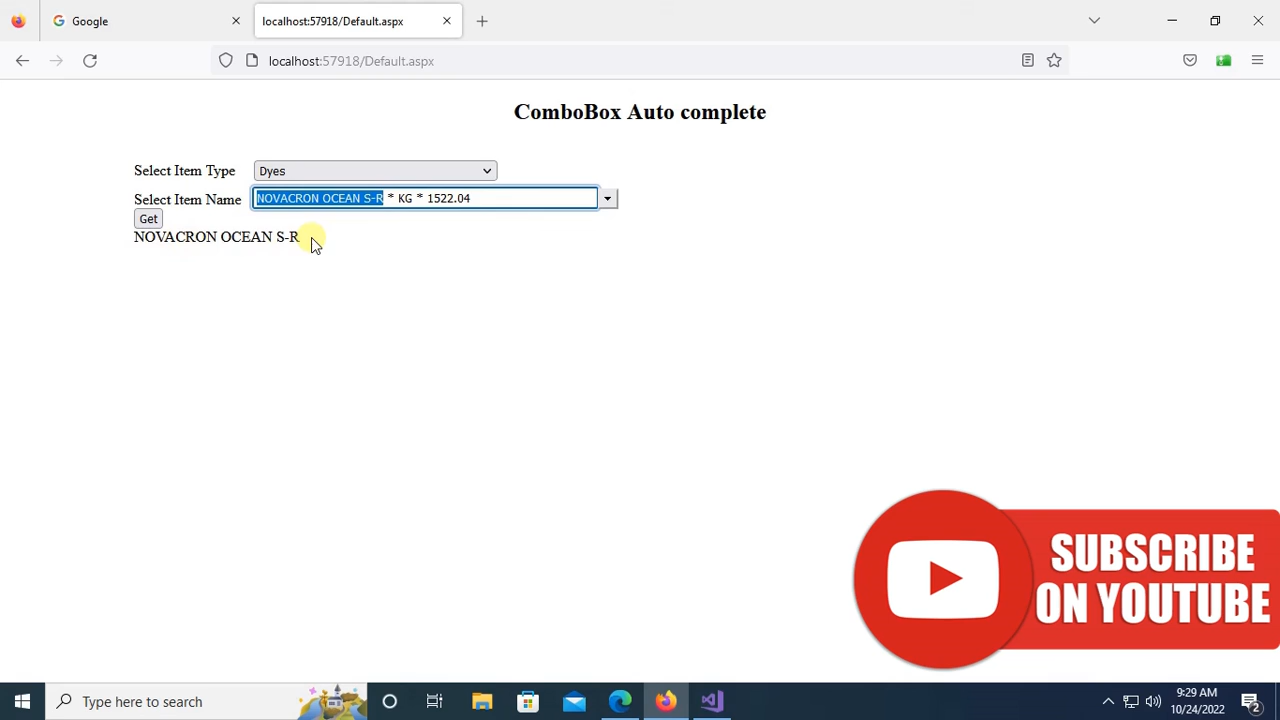 Google
localhost:57918/Default.aspx
localhost:57918/Default.aspx
ComboBox Auto complete
Select Item Type Dyes
Select Item Name NOVACRON OCEAN S-R * KG * 1522.04
Get
NOVACRON OCEAN S-R
SUBSCRIBE
ON YOUTUBE
Type here to search
9:29 AM
10/24/2022
2